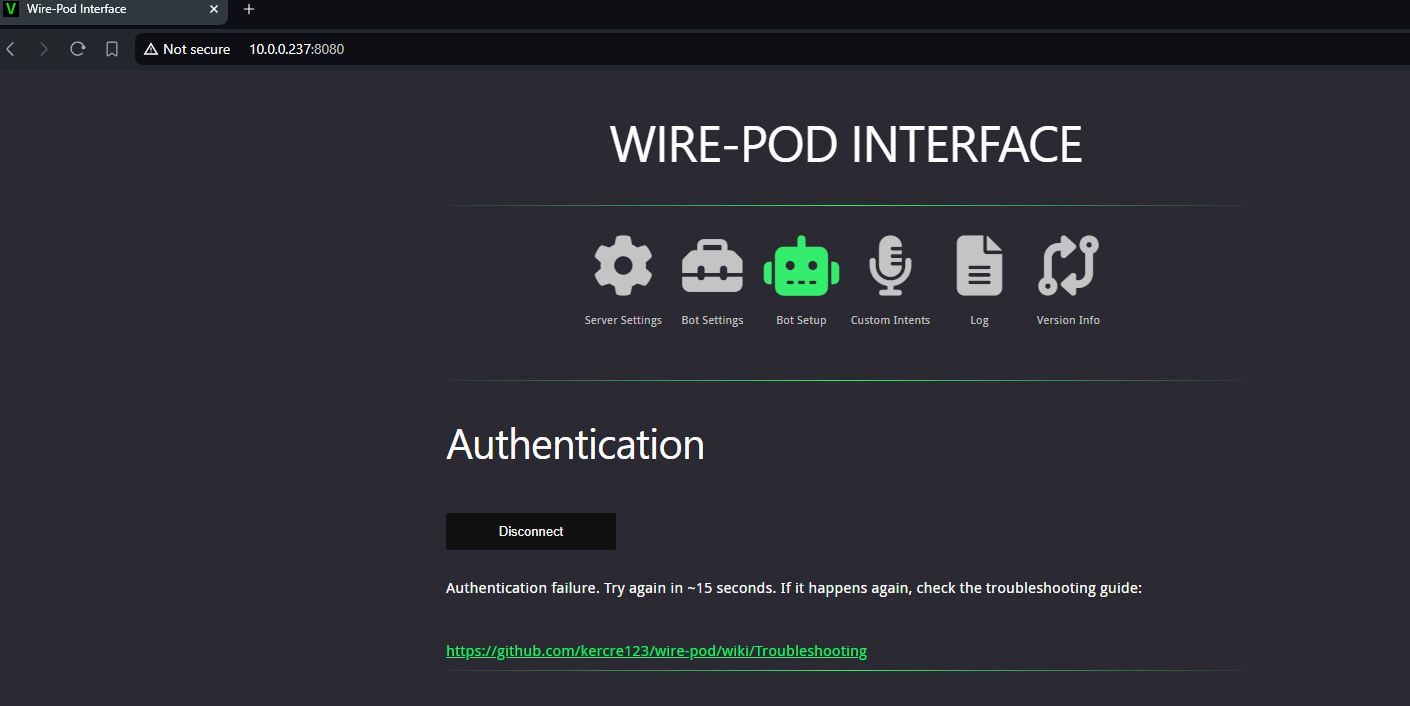 V Wire-Pod Interface
Not secure 10.0.0.237:8080
WIRE-POD INTERFACE
Server Settings Bot Settings Bot Setup Custom Intents Log Version Info
Authentication
Disconnect
Authentication failure. Try again in ~15 seconds. If it happens again, check the troubleshooting guide:
https://github.com/kercre123/wire-pod/wiki/Troubleshooting